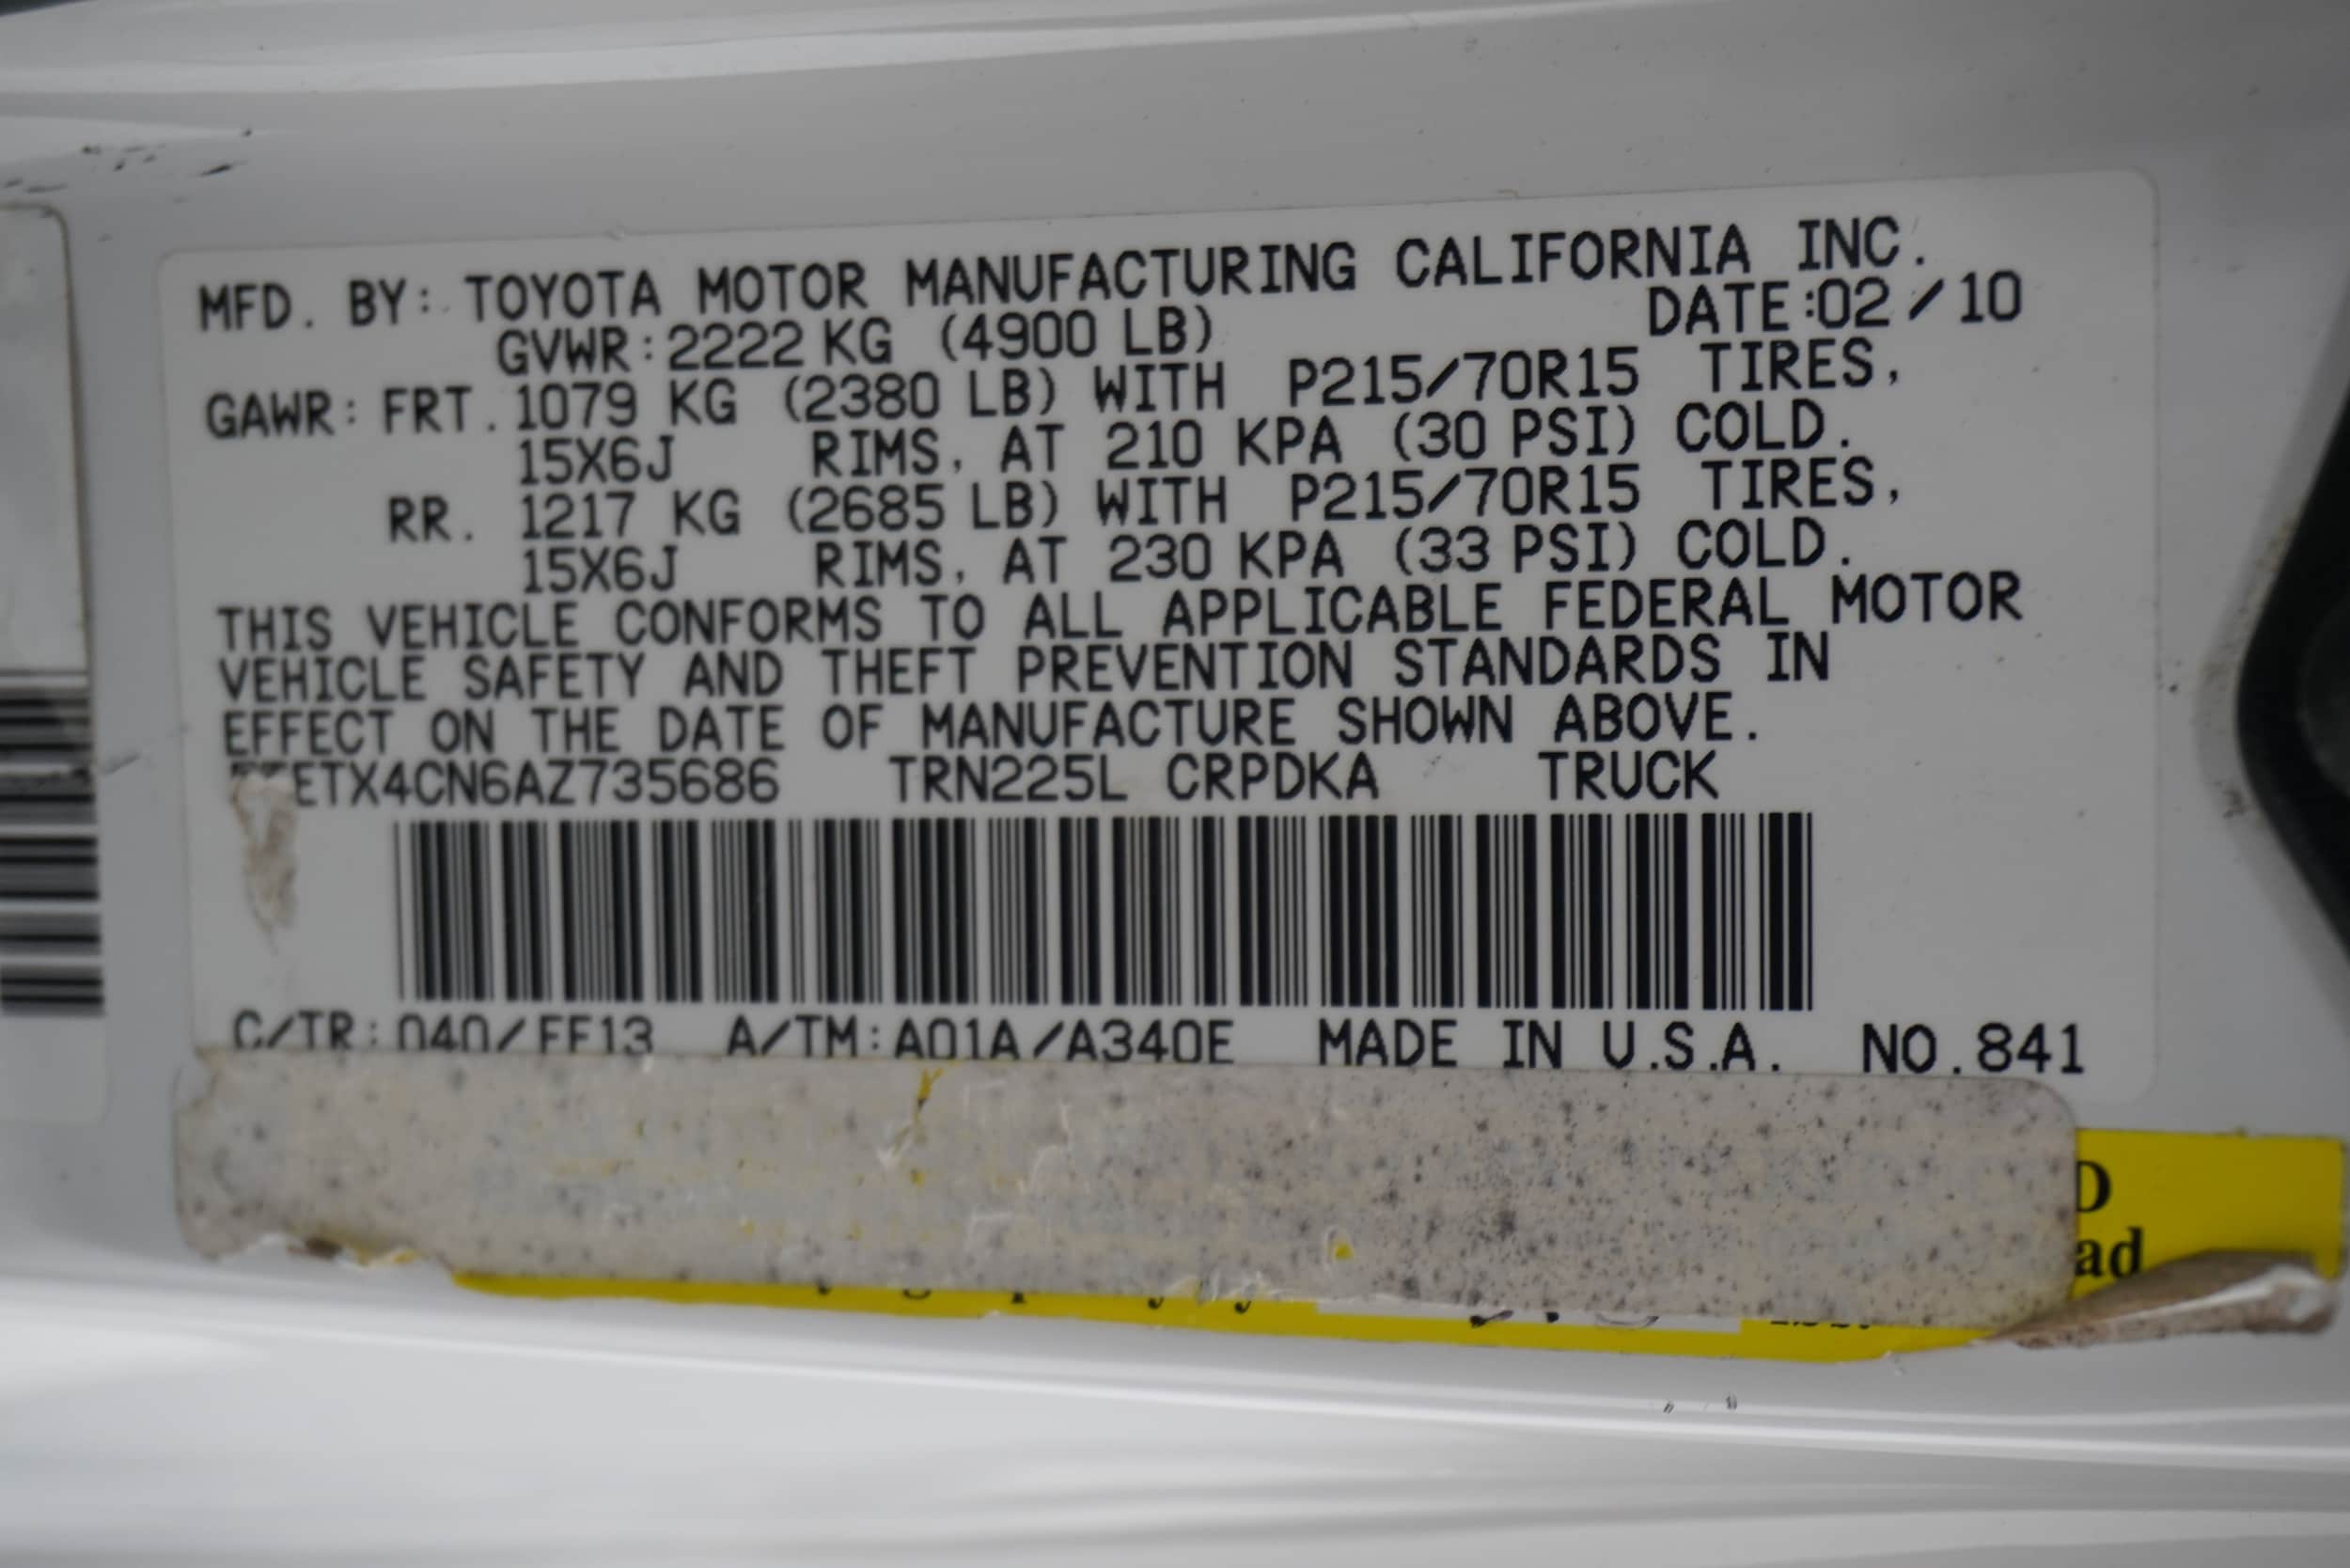 MFD. BY: TOYOTA MOTOR MANUFACTURING CALIFORNIA INC.
GVWR: 2222 KG (4900 LB) DATE:02/10
GAWR: FRT. 1079 KG (2380 LB) WITH P215/70R15 TIRES,
15X6J RIMS, AT 210 KPA (30 PSI) COLD.
RR. 1217 KG (2685 LB) WITH P215/70R15 TIRES,
15X6J RIMS, AT 230 KPA (33 PSI) COLD.
THIS VEHICLE CONFORMS TO ALL APPLICABLE FEDERAL MOTOR
VEHICLE SAFETY AND THEFT PREVENTION STANDARDS IN
EFFECT ON THE DATE OF MANUFACTURE SHOWN ABOVE.
ETX4CN6AZ735686 TRN225L CRPDKA TRUCK
C/TR: 040/FF13 A/TM: A01A/A340E MADE IN U.S.A. NO. 841
ad